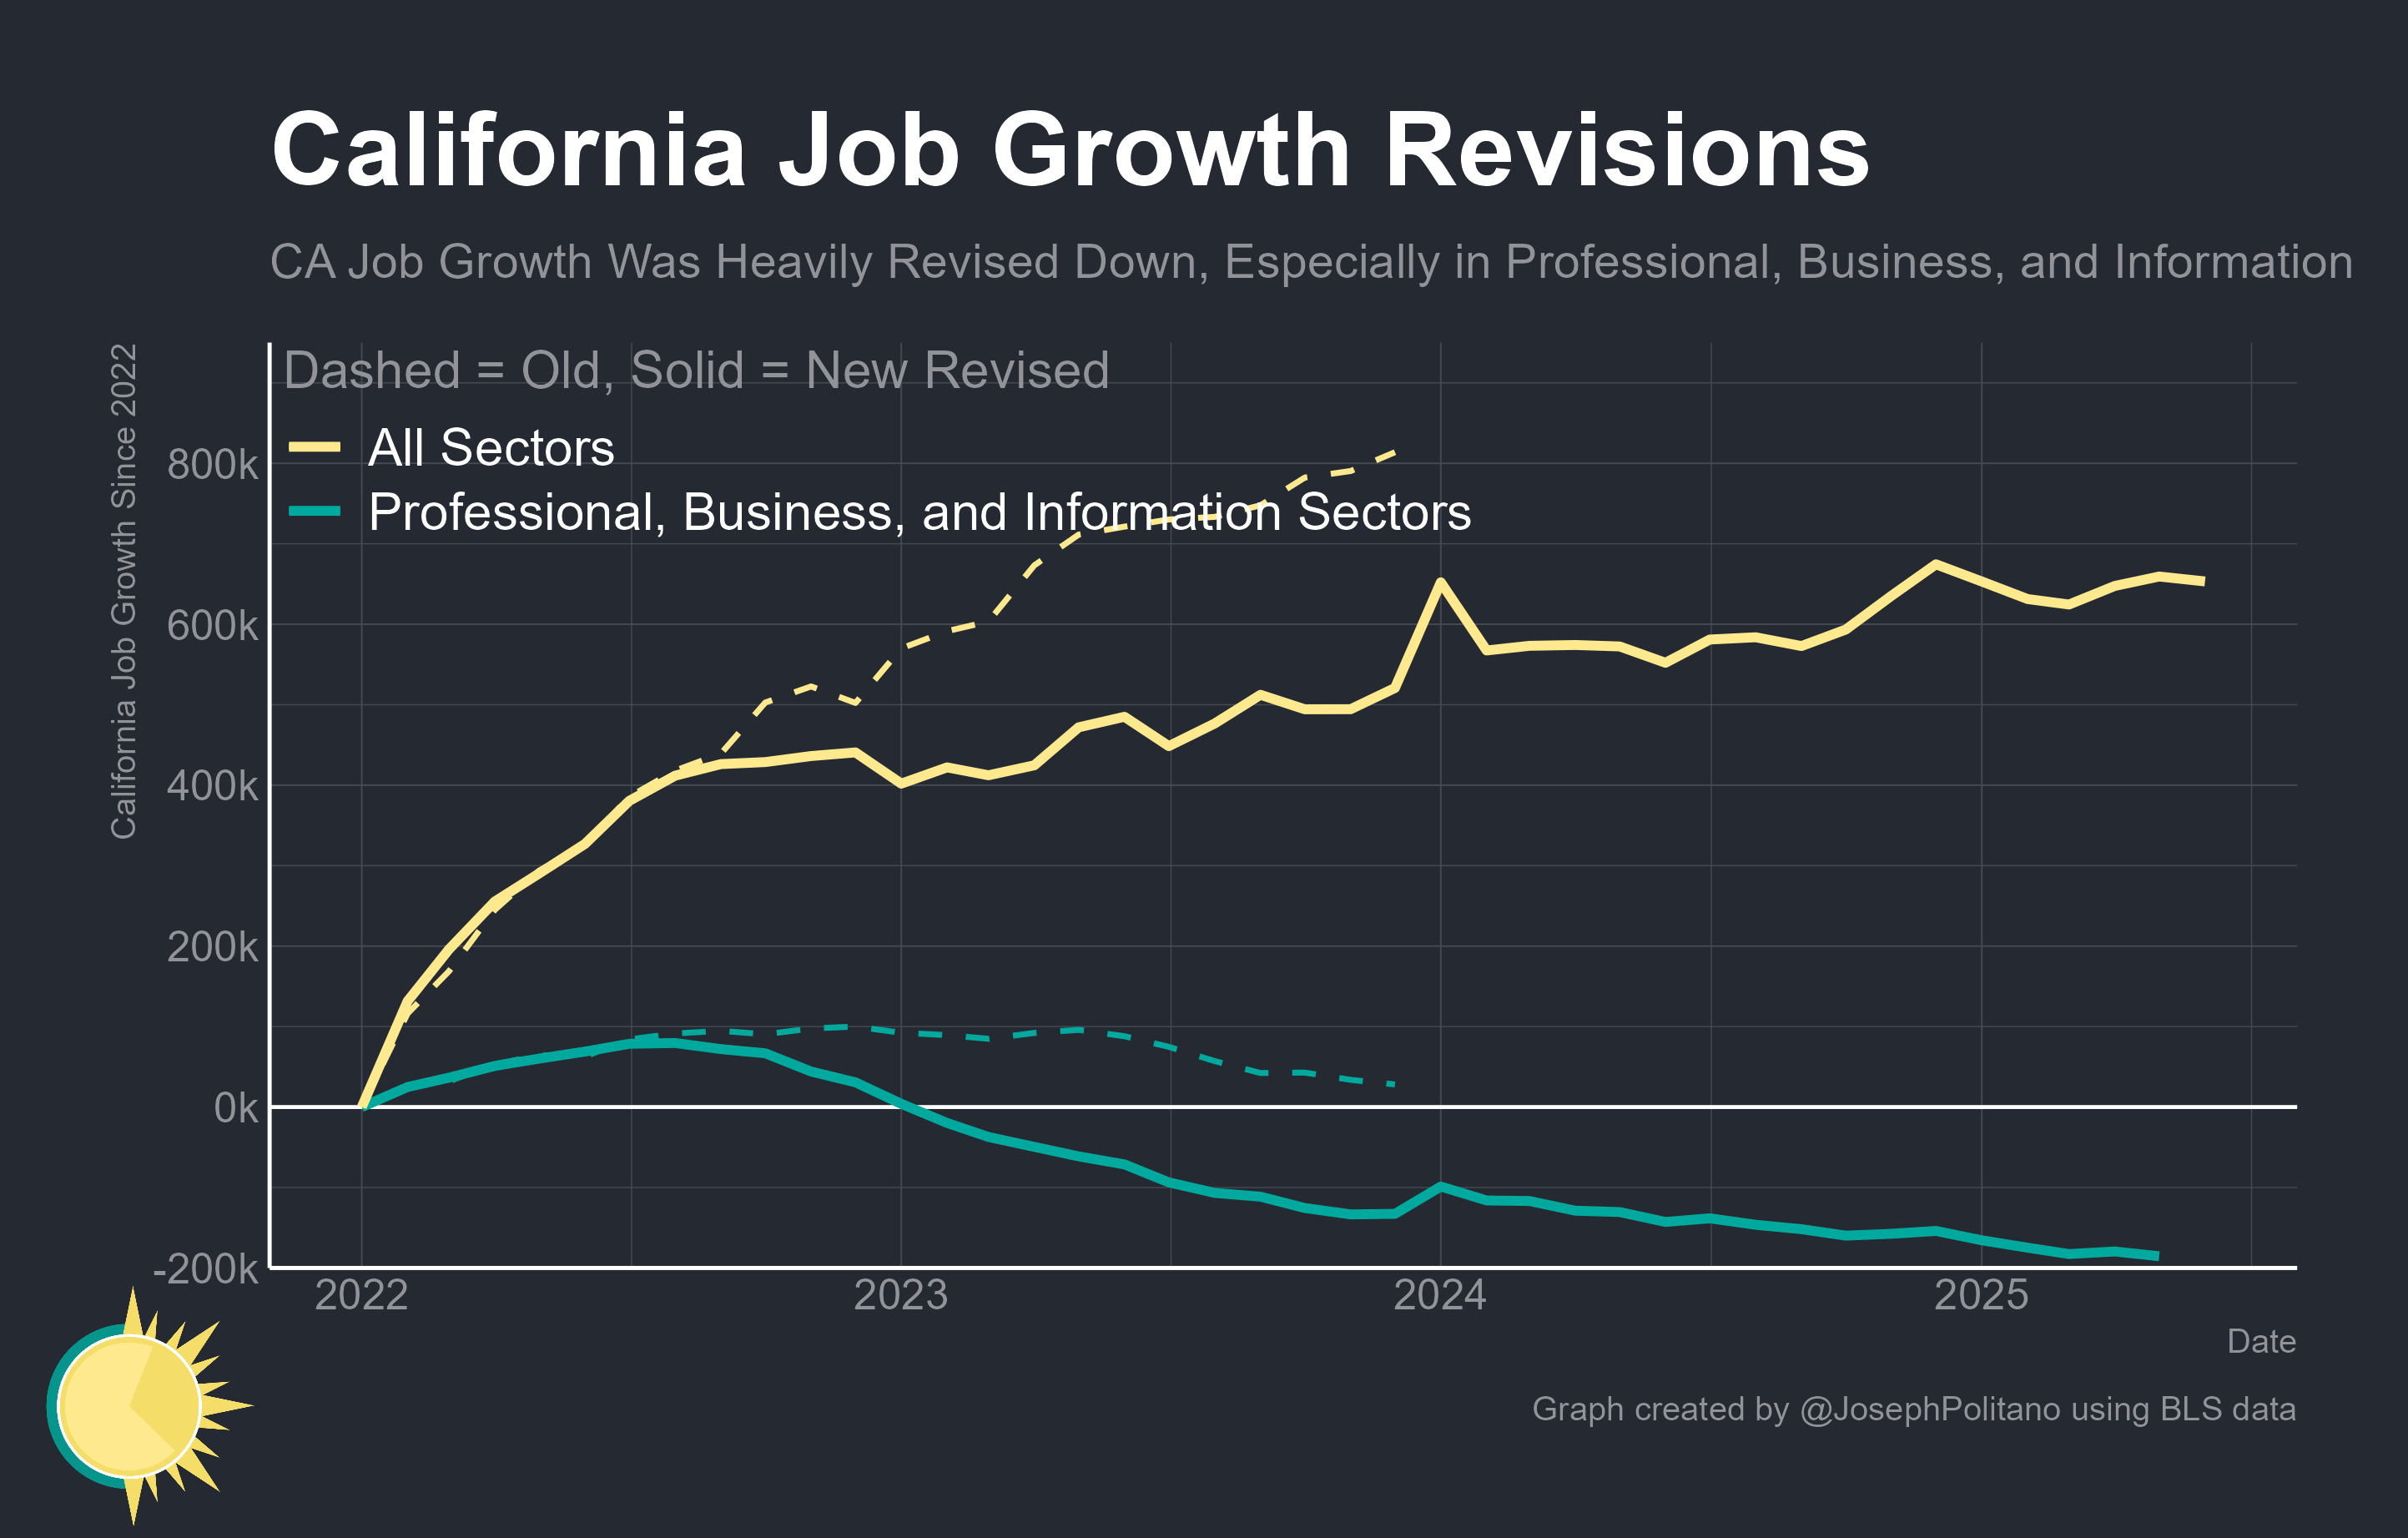 California Job Growth Revisions
CA Job Growth Was Heavily Revised Down, Especially in Professional, Business, and Information
California Job Growth Since 2022
Dashed = Old, Solid = New Revised
All Sectors
Professional, Business, and Information Sectors
800k
600k
400k
200k
0k
-200k
2022
2023
2024
2025
Date
Graph created by @JosephPolitano using BLS data